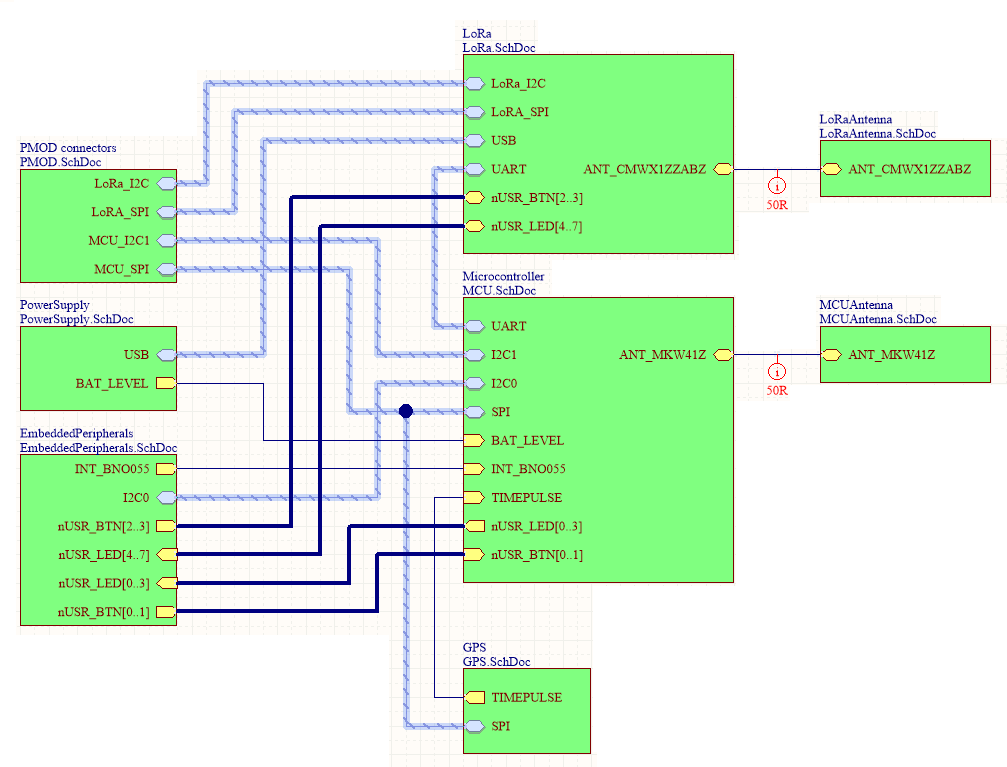 LoRa
LoRa.SchDoc
LoRa_I2C
LoRA_SPI
USB
UART
ANT_CMWX1ZZABZ
nUSR_BTN[2..3]
nUSR_LED[4..7]
LoRaAntenna
LoRaAntenna.SchDoc
ANT_CMWX1ZZABZ
i
50R
PMOD connectors
PMOD.SchDoc
LoRa_I2C
LoRA_SPI
MCU_I2C1
MCU_SPI
PowerSupply
PowerSupply.SchDoc
USB
BAT_LEVEL
Microcontroller
MCU.SchDoc
UART
I2C1
ANT_MKW41Z
I2C0
SPI
BAT_LEVEL
INT_BNO055
TIMEPULSE
nUSR_LED[0..3]
nUSR_BTN[0..1]
MCUAntenna
MCUAntenna.SchDoc
ANT_MKW41Z
i
50R
EmbeddedPeripherals
EmbeddedPeripherals.SchDoc
INT_BNO055
I2C0
nUSR_BTN[2..3]
nUSR_LED[4..7]
nUSR_LED[0..3]
nUSR_BTN[0..1]
GPS
GPS.SchDoc
TIMEPULSE
SPI